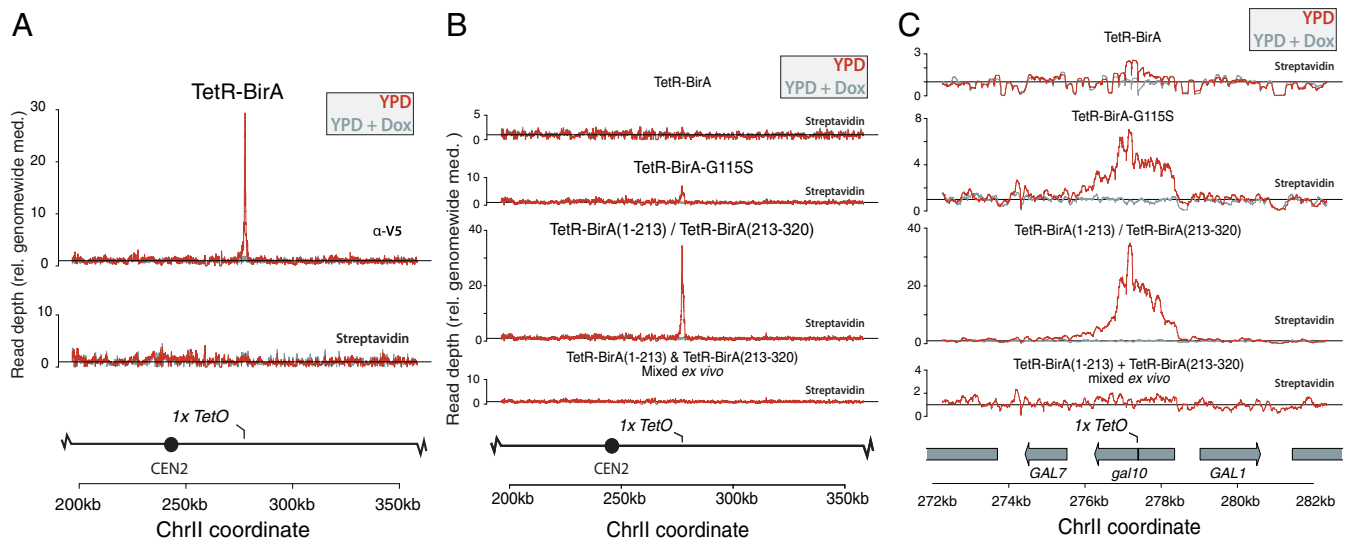 A
TetR-BirA
YPD
YPD + Dox
Read depth (rel. genomewide med.)
30
20
10
0
α-V5
10
0
Streptavidin
1x TetO
CEN2
200kb
250kb
300kb
350kb
ChrII coordinate
B
YPD
YPD + Dox
TetR-BirA
Read depth (rel. genomewide med.)
5
0
Streptavidin
TetR-BirA-G115S
10
0
Streptavidin
TetR-BirA(1-213) / TetR-BirA(213-320)
40
20
0
Streptavidin
TetR-BirA(1-213) & TetR-BirA(213-320)
Mixed ex vivo
10
0
Streptavidin
1x TetO
CEN2
200kb
250kb
300kb
350kb
ChrII coordinate
C
YPD
YPD + Dox
TetR-BirA
3
0
Streptavidin
TetR-BirA-G115S
8
4
0
Streptavidin
TetR-BirA(1-213) / TetR-BirA(213-320)
40
20
0
Streptavidin
TetR-BirA(1-213) + TetR-BirA(213-320)
mixed ex vivo
4
2
0
Streptavidin
1x TetO
GAL7
gal10
GAL1
272kb
274kb
276kb
278kb
280kb
282kb
ChrII coordinate